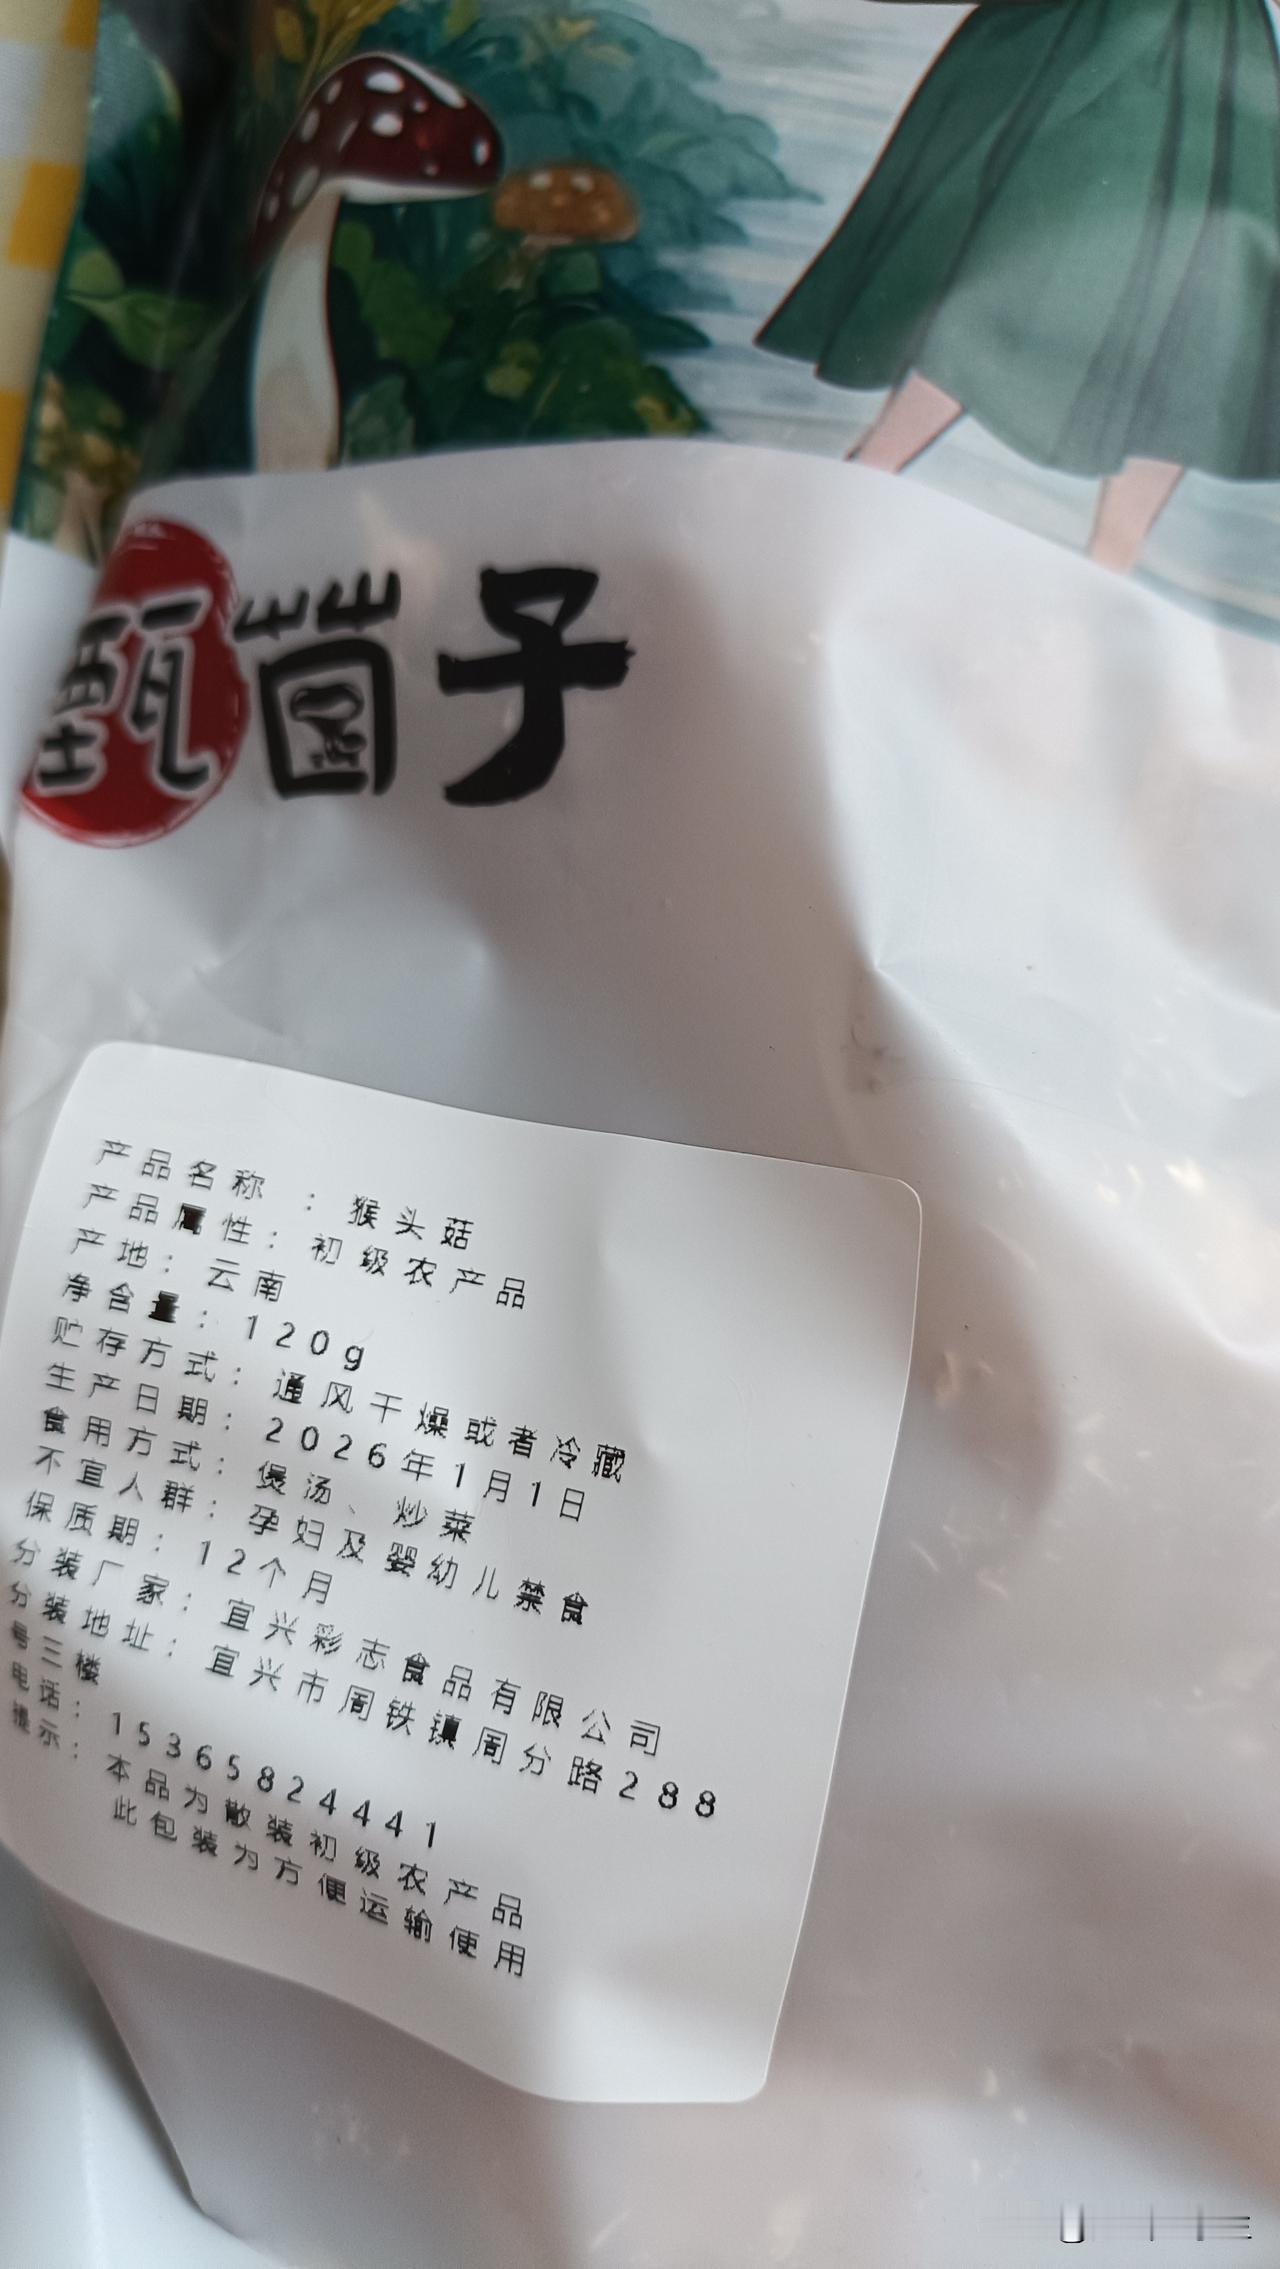 甄菌子
产品名称：猴头菇
产品属性：初级农产品
产地：云南
净含量：120g
贮存方式：通风干燥或者冷藏
生产日期：2026年1月1日
食用方式：煲汤、炒菜
不宜人群：孕妇及婴幼儿禁食
保质期：12个月
分装厂家：宜兴彩志食品有限公司
分装地址：宜兴市周铁镇周分路288
号三楼
电话：15365824441
提示：本品为散装初级农产品
此包装为方便运输使用